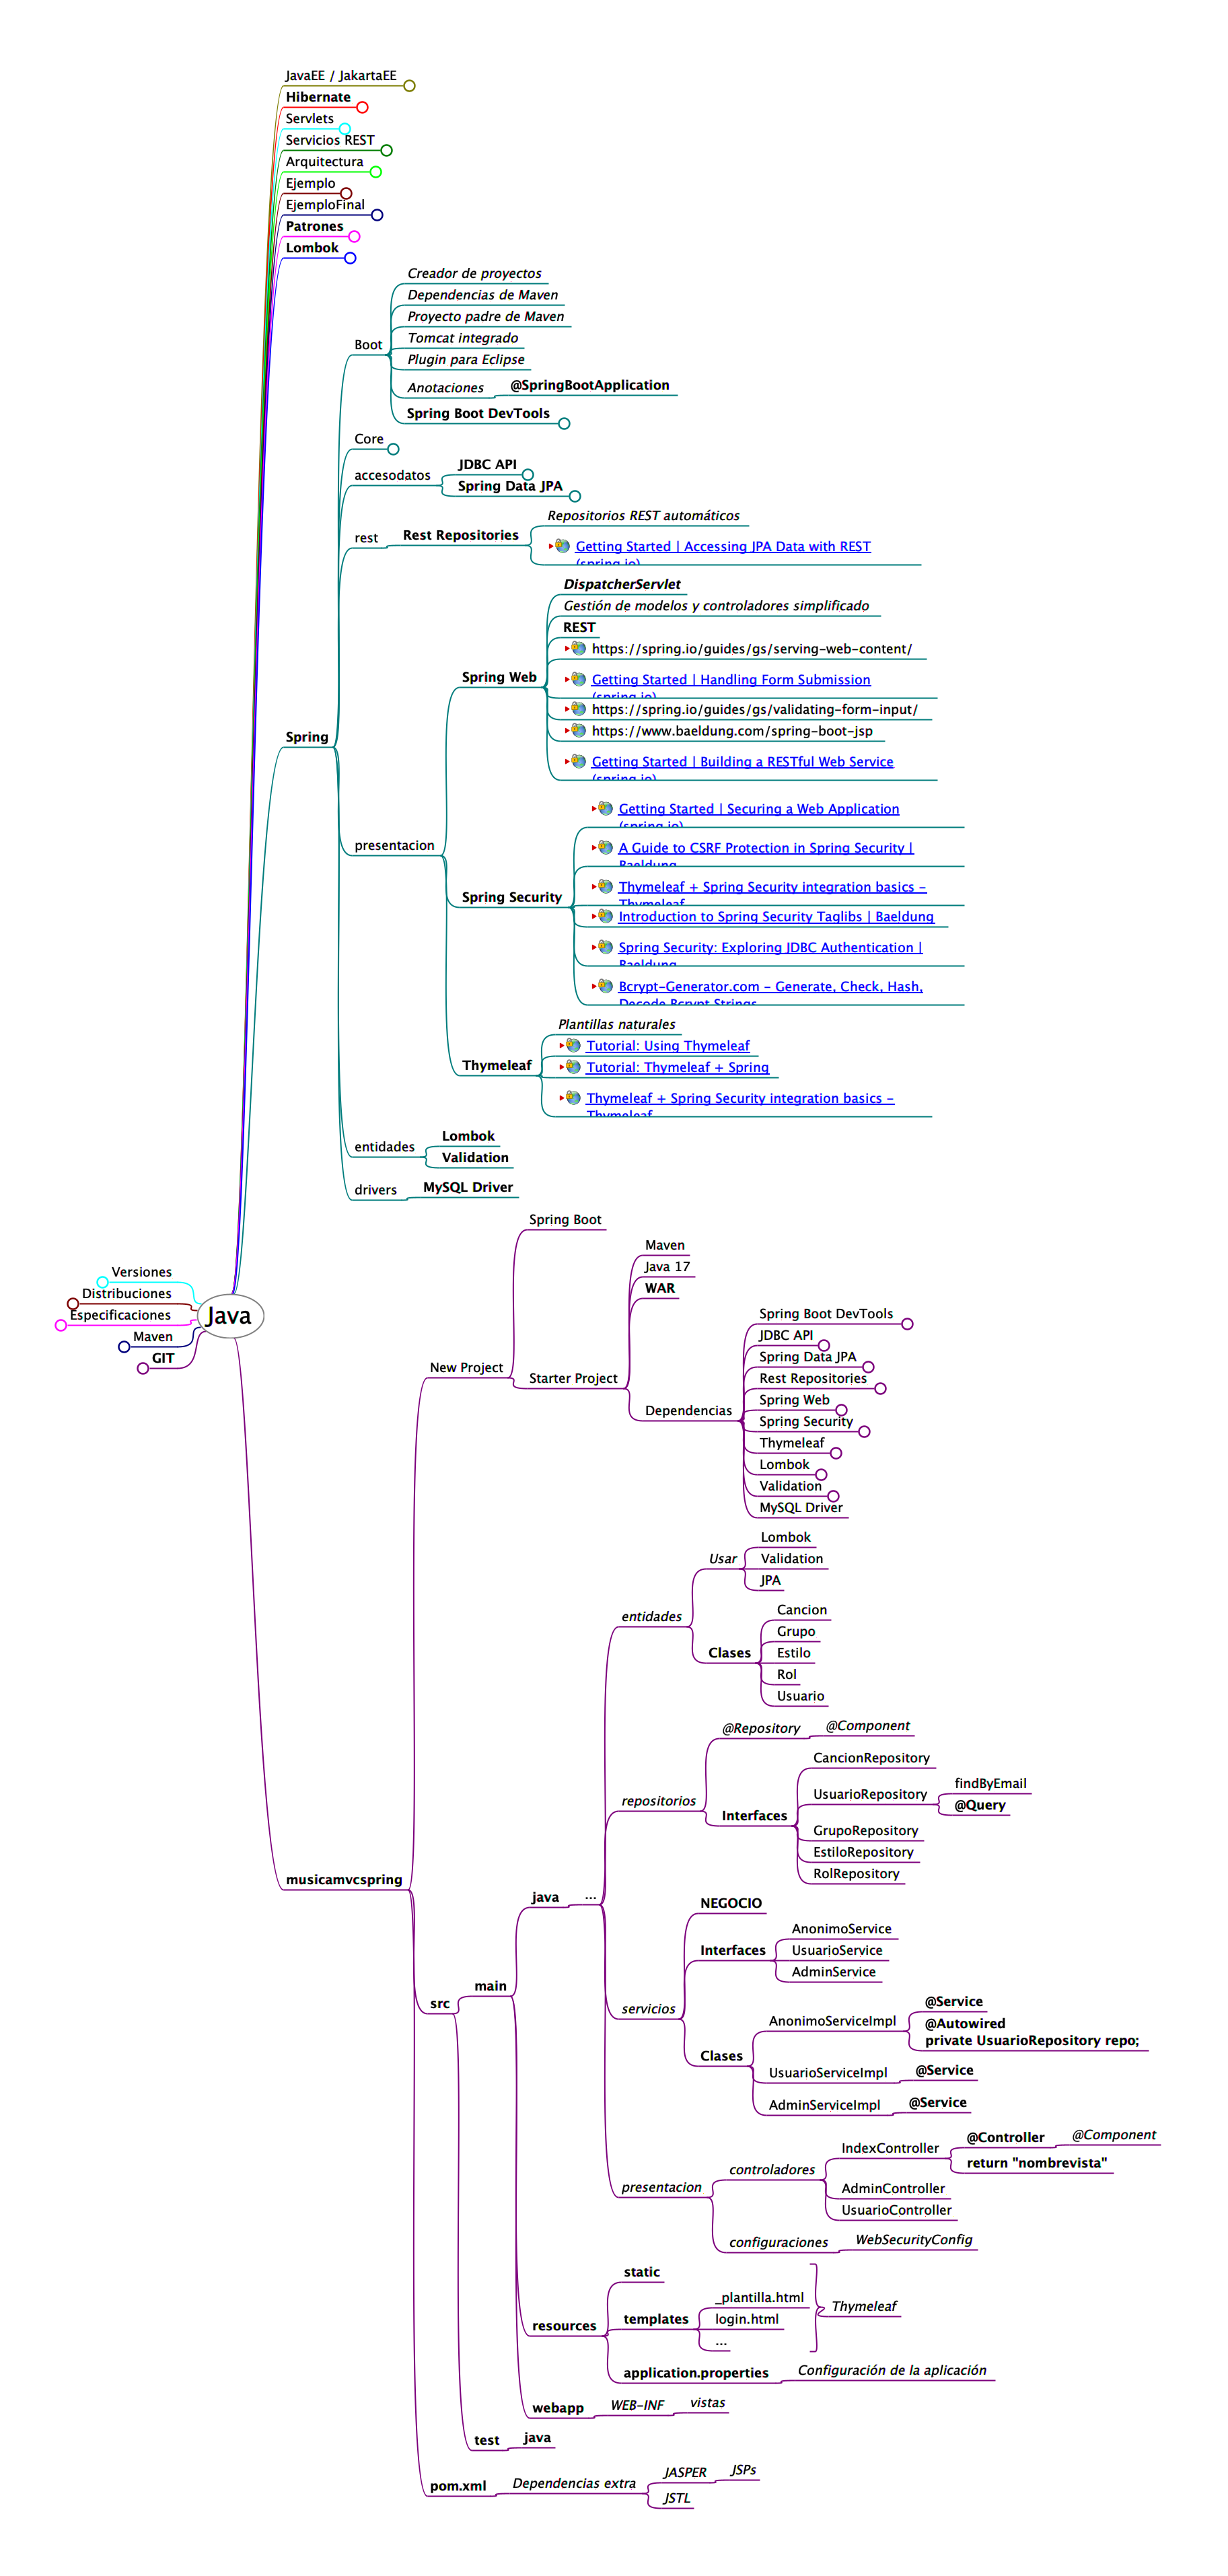 JavaEE / JakartaEE
Hibernate
Servlets
Servicios REST
Arquitectura
Ejemplo
EjemploFinal
Patrones
Lombok
Spring
Boot
Creador de proyectos
Dependencias de Maven
Proyecto padre de Maven
Tomcat integrado
Plugin para Eclipse
Anotaciones
@SpringBootApplication
Spring Boot DevTools
Core
accesodatos
JDBC API
Spring Data JPA
rest
Rest Repositories
Repositorios REST automáticos
Getting Started | Accessing JPA Data with REST
(spring.io)
presentacion
Spring Web
DispatcherServlet
Gestión de modelos y controladores simplificado
REST
https://spring.io/guides/gs/serving-web-content/
Getting Started | Handling Form Submission
(spring.io)
https://spring.io/guides/gs/validating-form-input/
https://www.baeldung.com/spring-boot-jsp
Getting Started | Building a RESTful Web Service
(spring.io)
Spring Security
Getting Started | Securing a Web Application
(spring.io)
A Guide to CSRF Protection in Spring Security |
Baeldung
Thymeleaf + Spring Security integration basics -
Thymeleaf
Introduction to Spring Security Taglibs | Baeldung
Spring Security: Exploring JDBC Authentication |
Baeldung
Bcrypt-Generator.com - Generate, Check, Hash,
Decode Bcrypt Strings
Thymeleaf
Plantillas naturales
Tutorial: Using Thymeleaf
Tutorial: Thymeleaf + Spring
Thymeleaf + Spring Security integration basics -
Thymeleaf
entidades
Lombok
Validation
drivers
MySQL Driver
Java
Versiones
Distribuciones
Especificaciones
Maven
GIT
musicamvcspring
New Project
Spring Boot
Starter Project
Maven
Java 17
WAR
Dependencias
Spring Boot DevTools
JDBC API
Spring Data JPA
Rest Repositories
Spring Web
Spring Security
Thymeleaf
Lombok
Validation
MySQL Driver
src
main
java
...
entidades
Usar
Lombok
Validation
JPA
Clases
Cancion
Grupo
Estilo
Rol
Usuario
repositorios
@Repository
@Component
Interfaces
CancionRepository
UsuarioRepository
findByEmail
@Query
GrupoRepository
EstiloRepository
RolRepository
servicios
NEGOCIO
Interfaces
AnonimoService
UsuarioService
AdminService
Clases
AnonimoServiceImpl
@Service
@Autowired
private UsuarioRepository repo;
UsuarioServiceImpl
@Service
AdminServiceImpl
@Service
presentacion
controladores
IndexController
@Controller
@Component
return "nombrevista"
AdminController
UsuarioController
configuraciones
WebSecurityConfig
resources
static
templates
_plantilla.html
login.html
...
Thymeleaf
application.properties
Configuración de la aplicación
webapp
WEB-INF
vistas
test
java
pom.xml
Dependencias extra
JASPER
JSPs
JSTL